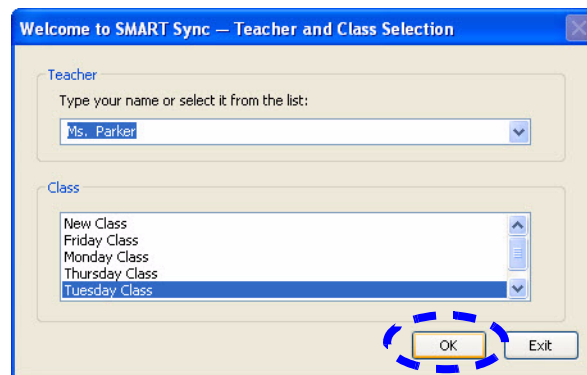 Welcome to SMART Sync — Teacher and Class Selection
Teacher
Type your name or select it from the list:
Ms. Parker
Class
New Class
Friday Class
Monday Class
Thursday Class
Tuesday Class
OK
Exit